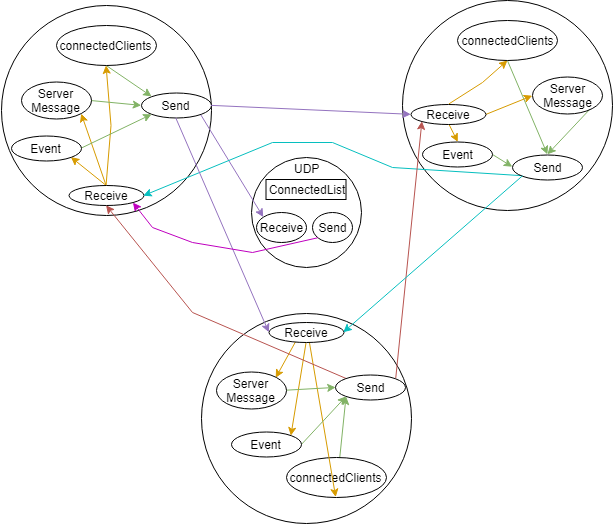 connectedClients
Server
Message
Send
Event
Receive
connectedClients
Server
Message
Receive
Event
Send
UDP
ConnectedList
Receive
Send
Receive
Server
Message
Send
Event
connectedClients